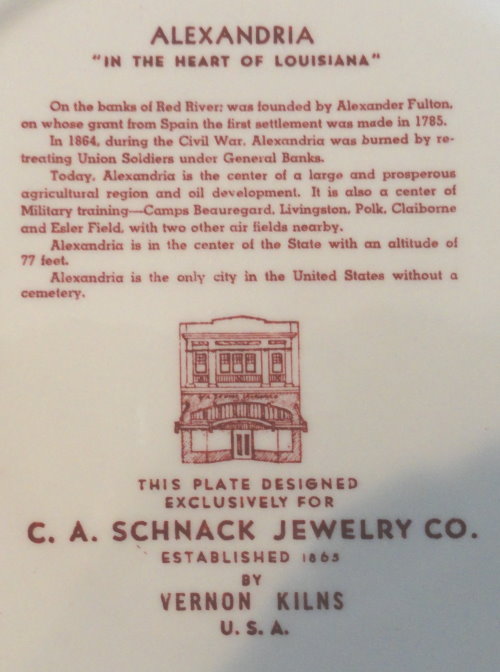 ALEXANDRIA
"IN THE HEART OF LOUISIANA"
On the banks of Red River; was founded by Alexander Fulton,
on whose grant from Spain the first settlement was made in 1785.
In 1864, during the Civil War, Alexandria was burned by re-
treating Union Soldiers under General Banks.
Today, Alexandria is the center of a large and prosperous
agricultural region and oil development. It is also a center of
Military training—Camps Beauregard, Livingston, Polk, Claiborne
and Esler Field, with two other air fields nearby.
Alexandria is in the center of the State with an altitude of
77 feet.
Alexandria is the only city in the United States without a
cemetery.
THIS PLATE DESIGNED
EXCLUSIVELY FOR
C. A. SCHNACK JEWELRY CO.
ESTABLISHED 1865
BY
VERNON KILNS
U. S. A.